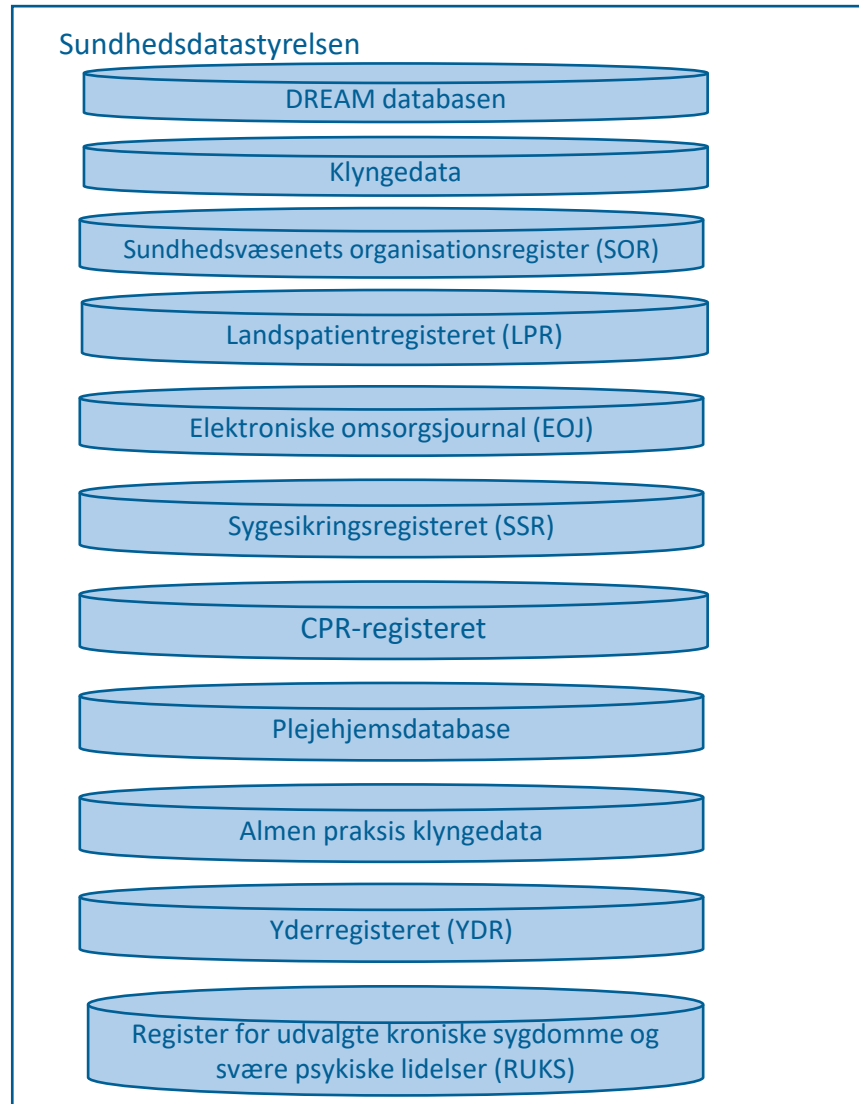 Sundhedsdatastyrelsen
DREAM databasen
Klyngedata
Sundhedsvæsenets organisationsregister (SOR)
Landspatientregisteret (LPR)
Elektroniske omsorgsjournal (EOJ)
Sygesikringsregisteret (SSR)
CPR-registeret
Plejehjemsdatabase
Almen praksis klyngedata
Yderregisteret (YDR)
Register for udvalgte kroniske sygdomme og
svære psykiske lidelser (RUKS)